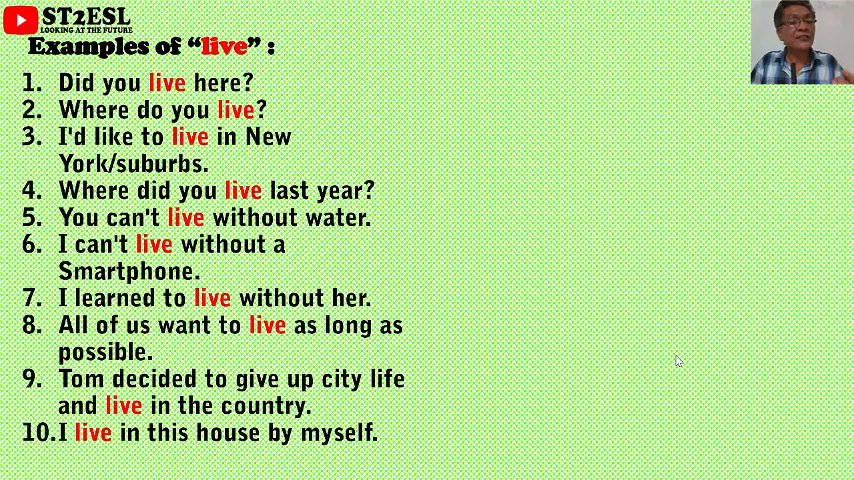 ST2ESL
LOOKING AT THE FUTURE
Examples of “live” :
1. Did you live here?
2. Where do you live?
3. I'd like to live in New
York/suburbs.
4. Where did you live last year?
5. You can't live without water.
6. I can't live without a
Smartphone.
7. I learned to live without her.
8. All of us want to live as long as
possible.
9. Tom decided to give up city life
and live in the country.
10.I live in this house by myself.